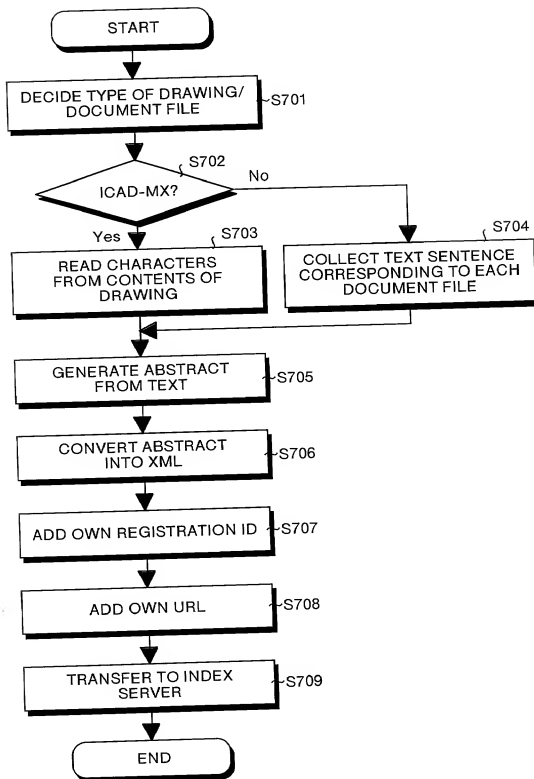 START
DECIDE TYPE OF DRAWING/
DOCUMENT FILE
S701
S702
ICAD-MX?
No
Yes
S703
READ CHARACTERS
FROM CONTENTS OF
DRAWING
S704
COLLECT TEXT SENTENCE
CORRESPONDING TO EACH
DOCUMENT FILE
GENERATE ABSTRACT
FROM TEXT
S705
CONVERT ABSTRACT
INTO XML
S706
ADD OWN REGISTRATION ID
S707
ADD OWN URL
S708
TRANSFER TO INDEX
SERVER
S709
END